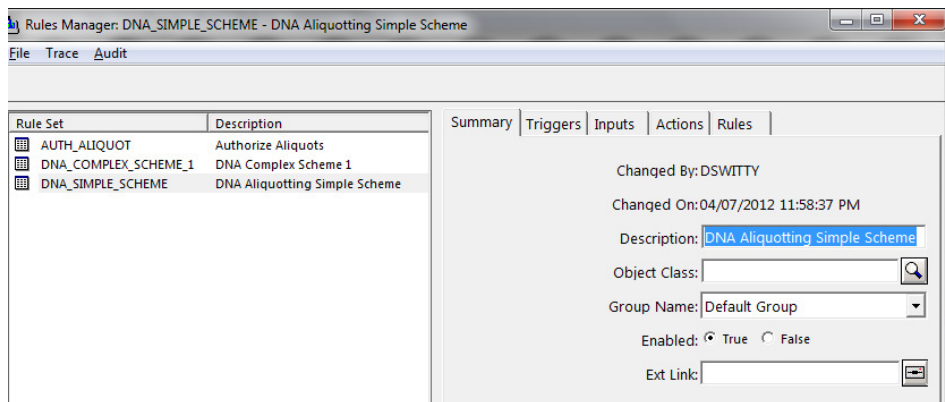 Rules Manager: DNA_SIMPLE_SCHEME - DNA Aliquotting Simple Scheme
File Trace Audit
Rule Set Description
AUTH_ALIQUOT Authorize Aliquots
DNA_COMPLEX_SCHEME_1 DNA Complex Scheme 1
DNA_SIMPLE_SCHEME DNA Aliquotting Simple Scheme
Summary Triggers Inputs Actions Rules
Changed By: DSWITTY
Changed On: 04/07/2012 11:58:37 PM
Description: DNA Aliquotting Simple Scheme
Object Class:
Group Name: Default Group
Enabled: True False
Ext Link: